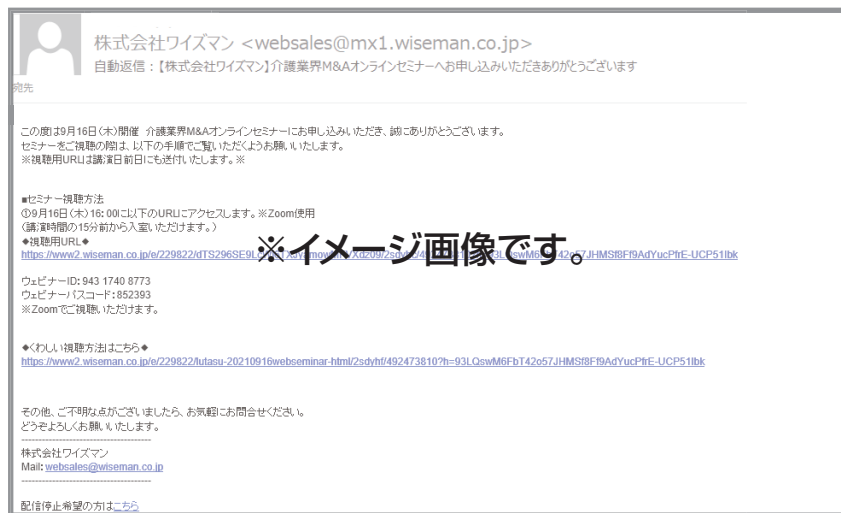 株式会社ワイズマン <websales@mx1.wiseman.co.jp>
自動返信：【株式会社ワイズマン】介護業界M&Aオンラインセミナーへお申し込みいただきありがとうございます
宛先
この度は9月16日（木）開催 介護業界M&Aオンラインセミナーにお申し込みいただき、誠にありがとうございます。
セミナーをご視聴の際は、以下の手順でご覧いただくようお願いいたします。
※視聴用URLは講演日前日にも送付いたします。※
■セミナー視聴方法
①9月16日（木）16：00に以下のURLにアクセスします。※Zoom使用
（講演時間の15分前から入室いただけます。）
◆視聴用URL◆
※イメージ画像です。
ウェビナーID: 943 1740 8773
ウェビナーパスコード：852393
※Zoomでご視聴いただけます。
◆くわしい視聴方法はこちら◆
https://www2.wiseman.co.jp/e/229822/lutasu-20210916webseminar-html/2sdyhf/492473810?h=93LQswM6FbT42o57JHMSf8Ff9AdYucPfrE-UCP51lbk
その他、ご不明な点がございましたら、お気軽にお問合せください。
どうぞよろしくお願いいたします。
--------------------------------------
株式会社ワイズマン
Mail: websales@wiseman.co.jp
--------------------------------------
配信停止希望の方はこちら